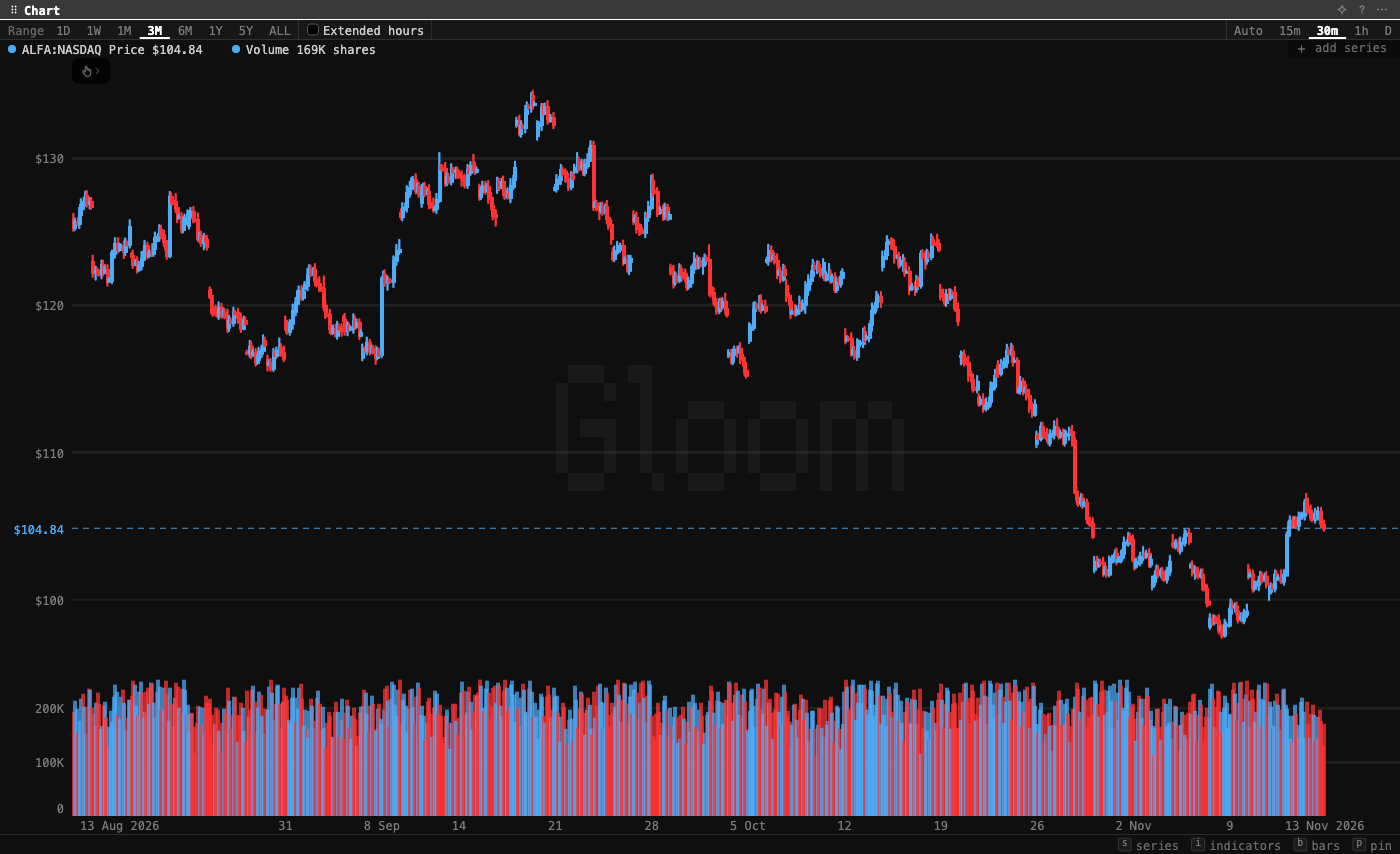 Chart ? ...
Range 1D 1W 1M 3M 6M 1Y 5Y ALL Extended hours Auto 15m 30m 1h D
ALFA:NASDAQ Price $104.84 Volume 169K shares + add series
$130
$120
Gloom
$110
$104.84
$100
200K
100K
0
13 Aug 2026 31 8 Sep 14 21 28 5 Oct 12 19 26 2 Nov 9 13 Nov 2026
s series i indicators b bars p pin